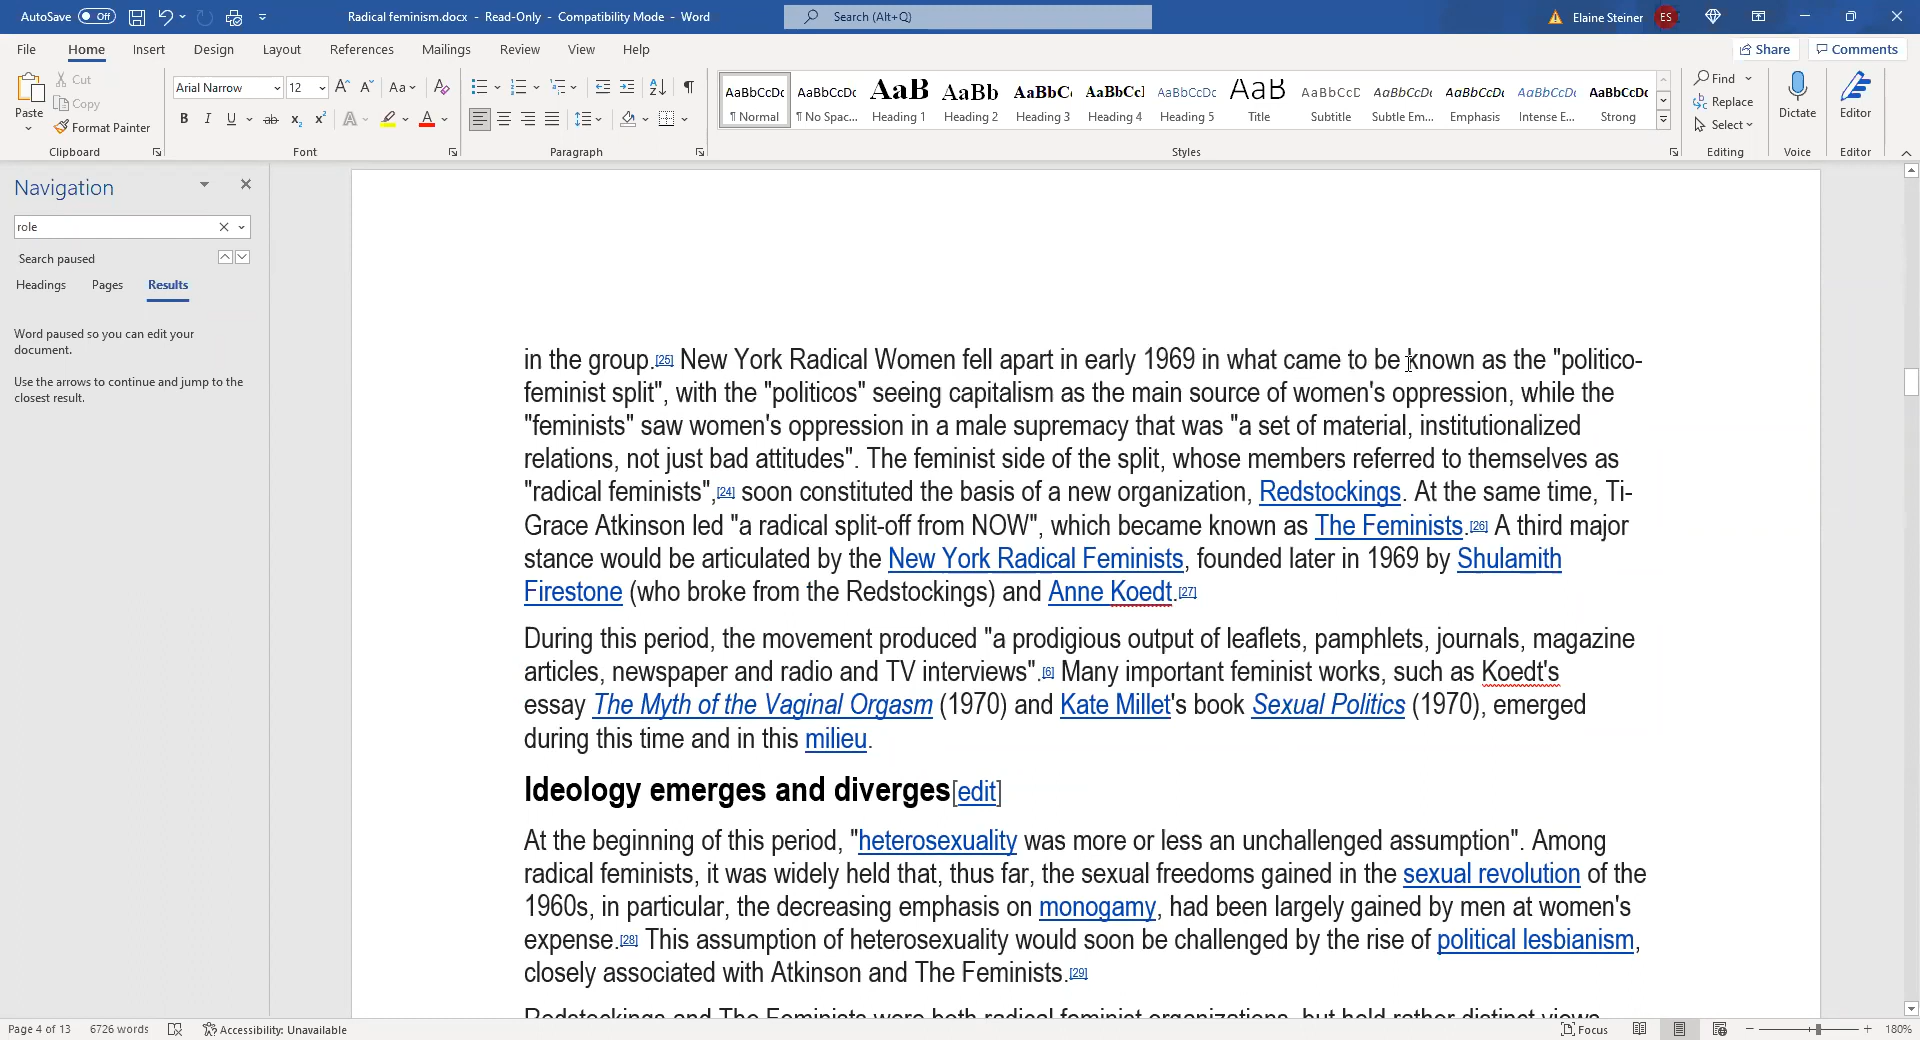 AutoSave Off Radical feminism.docx - Read-Only - Compatibility Mode - Word Search (Alt+Q) Elaine Steiner ES
File Home Insert Design Layout References Mailings Review View Help Share Comments
Paste Cut Copy Format Painter
Clipboard
Arial Narrow 12
Font
Paragraph
AaBbCcDc AaBbCcDc AaB AaBb AaBbC AaBbCcI AaBbCcDc AaB AaBbCcD AaBbCcDc AaBbCcDc AaBbCcDc AaBbCcDc
¶ Normal ¶ No Spac... Heading 1 Heading 2 Heading 3 Heading 4 Heading 5 Title Subtitle Subtle Em... Emphasis Intense E... Strong
Styles
Find Replace Select
Editing
Dictate
Voice
Editor
Editor
Navigation
role
Search paused
Headings Pages Results
Word paused so you can edit your
document.
Use the arrows to continue and jump to the
closest result.
in the group.[25] New York Radical Women fell apart in early 1969 in what came to be known as the "politico-
feminist split", with the "politicos" seeing capitalism as the main source of women's oppression, while the
"feminists" saw women's oppression in a male supremacy that was "a set of material, institutionalized
relations, not just bad attitudes". The feminist side of the split, whose members referred to themselves as
"radical feminists",[24] soon constituted the basis of a new organization, Redstockings. At the same time, Ti-
Grace Atkinson led "a radical split-off from NOW", which became known as The Feminists.[26] A third major
stance would be articulated by the New York Radical Feminists, founded later in 1969 by Shulamith
Firestone (who broke from the Redstockings) and Anne Koedt.[27]
During this period, the movement produced "a prodigious output of leaflets, pamphlets, journals, magazine
articles, newspaper and radio and TV interviews".[6] Many important feminist works, such as Koedt's
essay The Myth of the Vaginal Orgasm (1970) and Kate Millet's book Sexual Politics (1970), emerged
during this time and in this milieu.
Ideology emerges and diverges[edit]
At the beginning of this period, "heterosexuality was more or less an unchallenged assumption". Among
radical feminists, it was widely held that, thus far, the sexual freedoms gained in the sexual revolution of the
1960s, in particular, the decreasing emphasis on monogamy, had been largely gained by men at women's
expense.[28] This assumption of heterosexuality would soon be challenged by the rise of political lesbianism,
closely associated with Atkinson and The Feminists.[29]
Redstockings and The Feminists were both radical feminist organizations, but held rather distinct views
Page 4 of 13 6726 words Accessibility: Unavailable Focus 180%